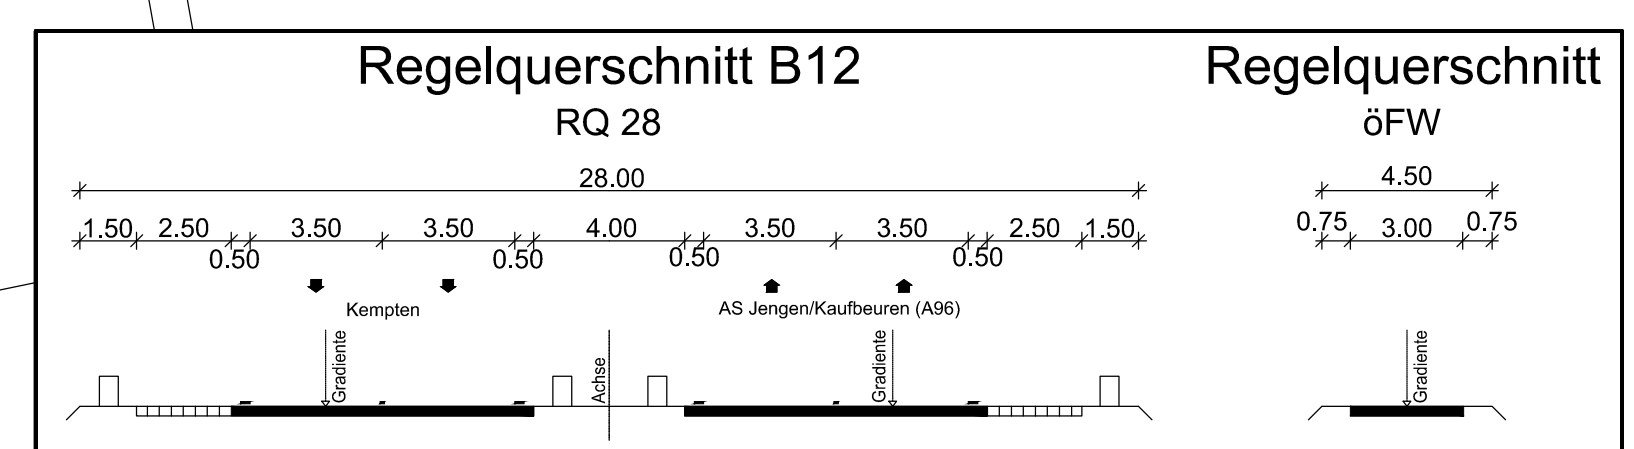 Regelquerschnitt B12
RQ 28
28.00
1.50 2.50 3.50 3.50 4.00 3.50 3.50 2.50 1.50
0.50 0.50 0.50 0.50
Kempten
AS Jengen/Kaufbeuren (A96)
Gradiente
Achse
Gradiente
Regelquerschnitt
öFW
4.50
0.75 3.00 0.75
Gradiente